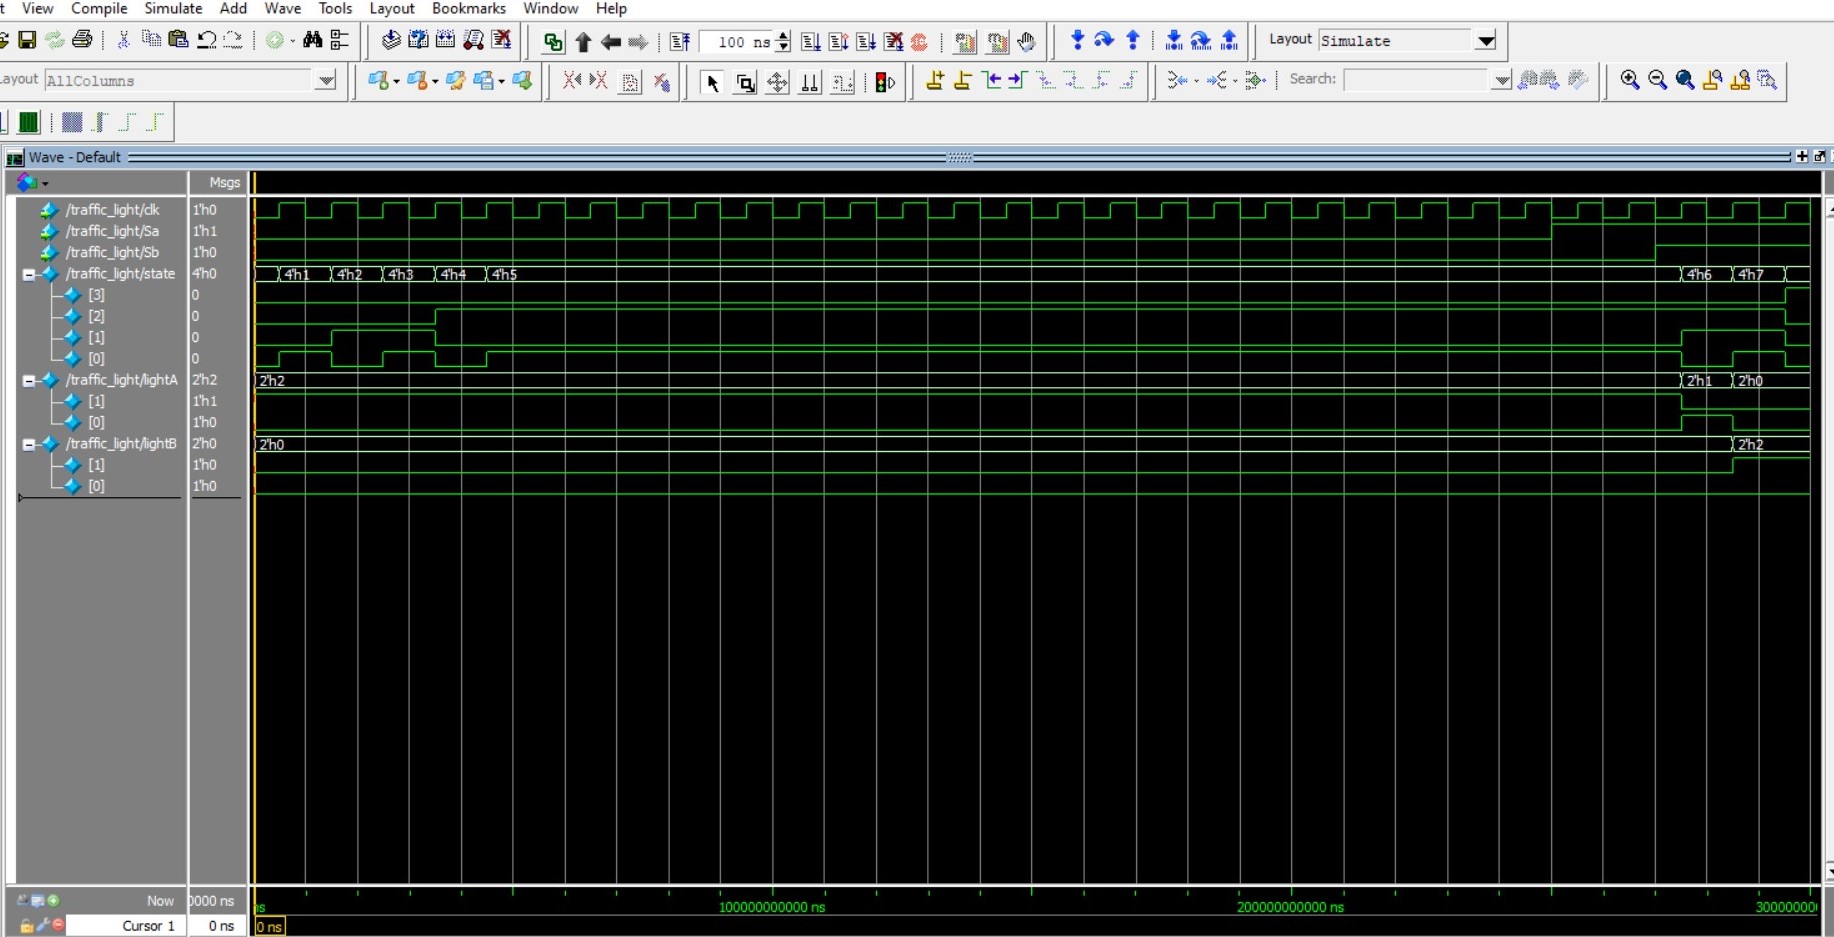 t View Compile Simulate Add Wave Tools Layout Bookmarks Window Help
100 ns Layout Simulate
Layout AllColumns Search:
Wave - Default
Msgs
/traffic_light/clk 1'h0
/traffic_light/Sa 1'h1
/traffic_light/Sb 1'h0
/traffic_light/state 4'h0 4'h1 4'h2 4'h3 4'h4 4'h5 4'h6 4'h7
[3] 0
[2] 0
[1] 0
[0] 0
/traffic_light/lightA 2'h2 2'h2 2'h1 2'h0
[1] 1'h1
[0] 1'h0
/traffic_light/lightB 2'h0 2'h0 2'h2
[1] 1'h0
[0] 1'h0
Now 0000 ns ns 100000000000 ns 200000000000 ns 300000000
Cursor 1 0 ns 0 ns